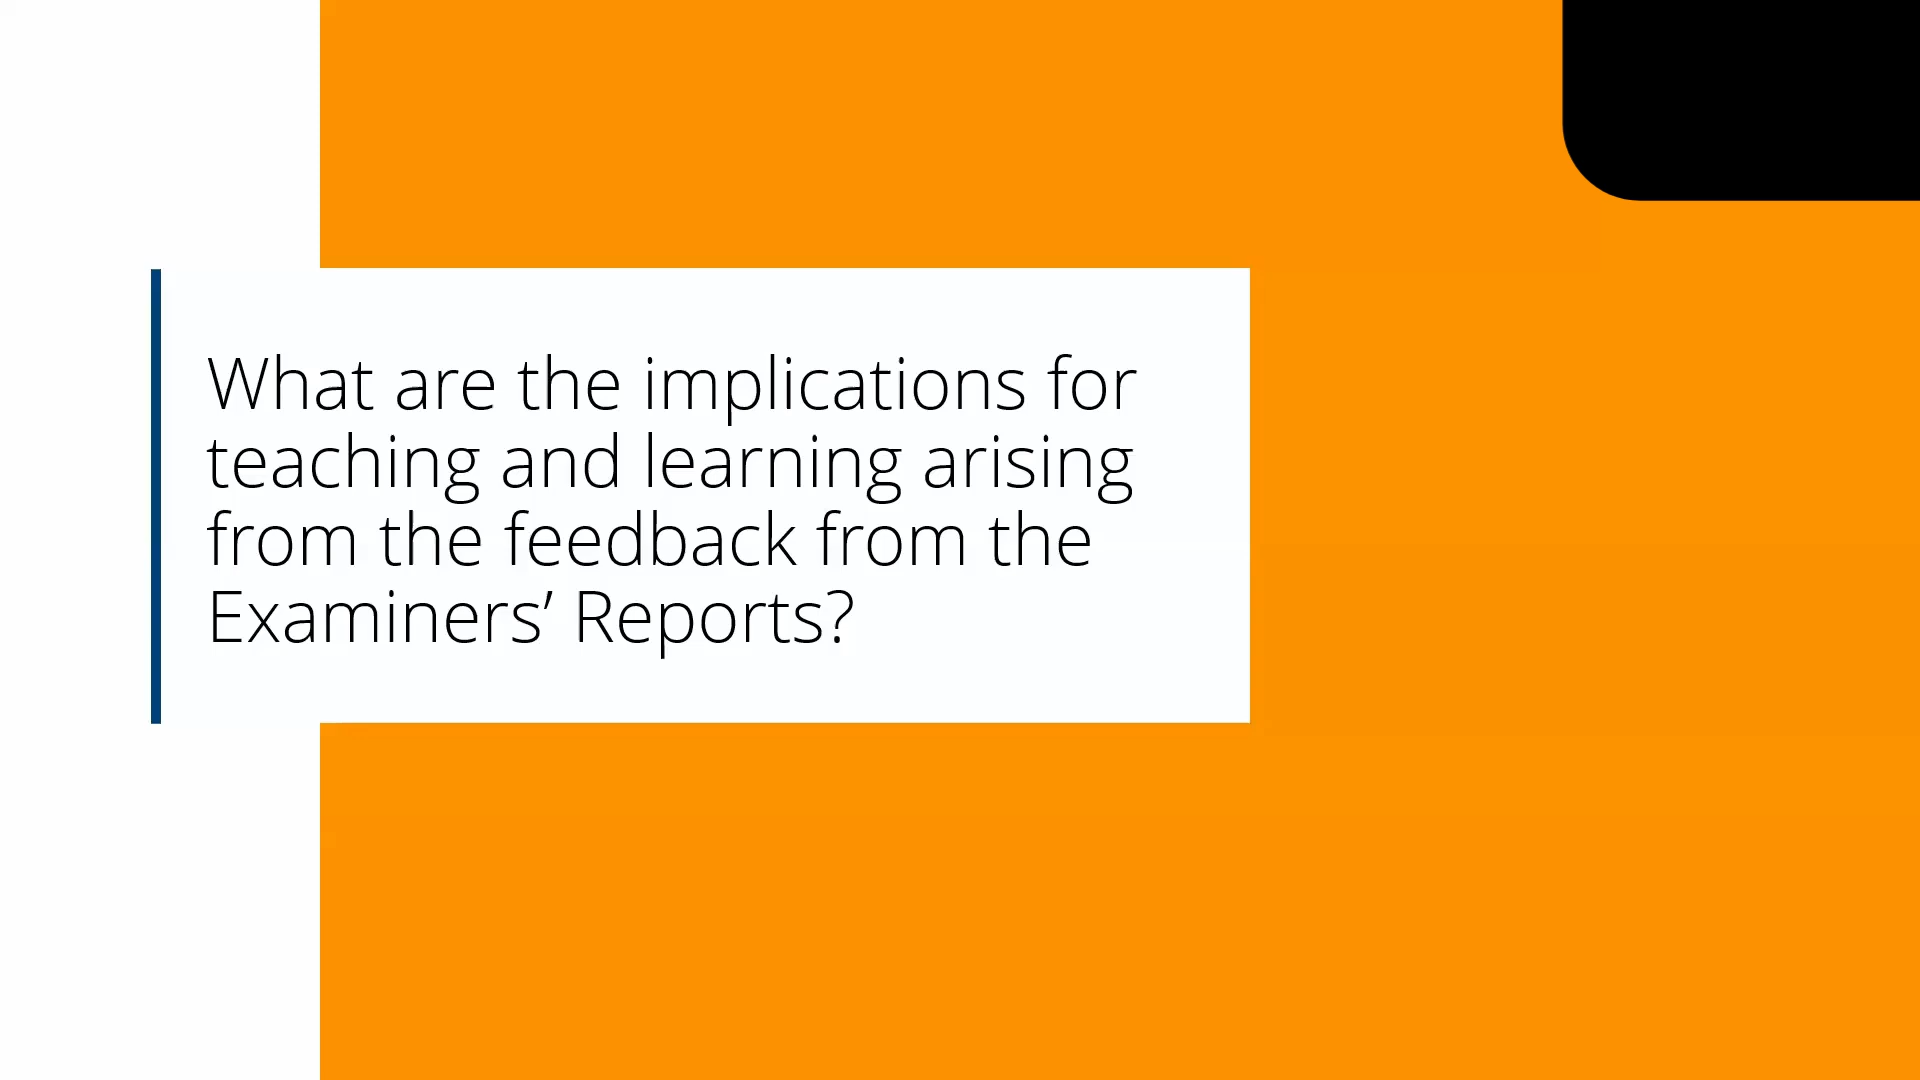 What are the implications for
teaching and learning arising
from the feedback from the
Examiners’ Reports?